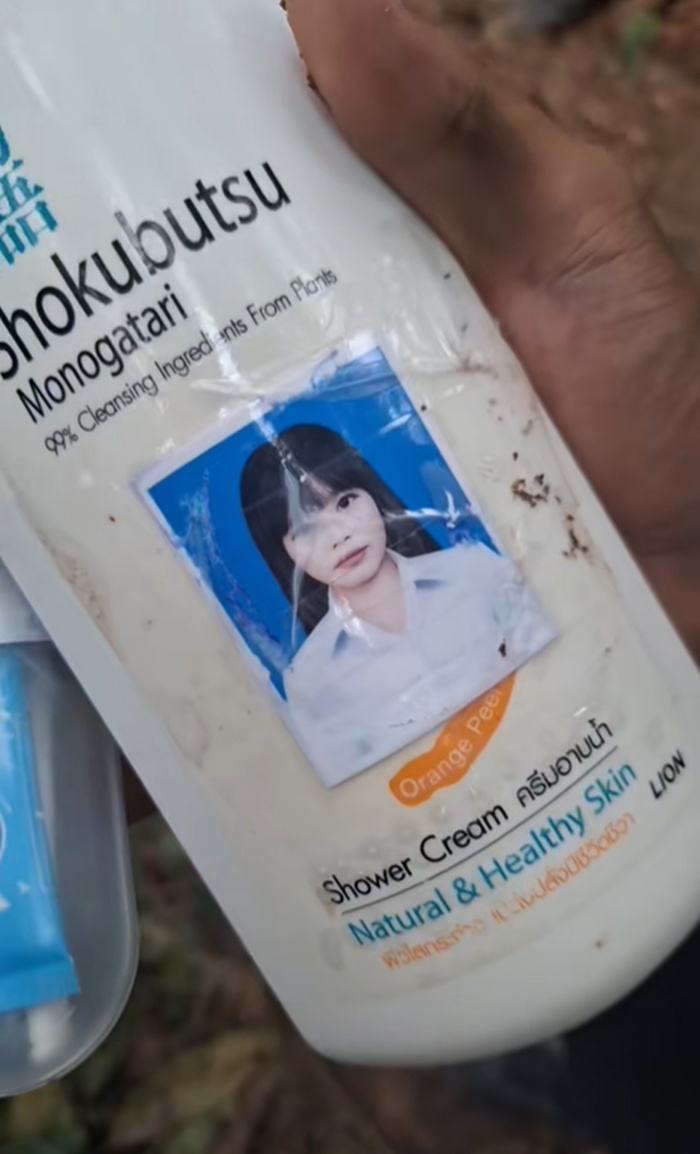 語
Shokubutsu
Monogatari
99% Cleansing Ingredients From Plants
Orange Peel
Shower Cream ครีมอาบน้ำ
Natural & Healthy Skin
LION